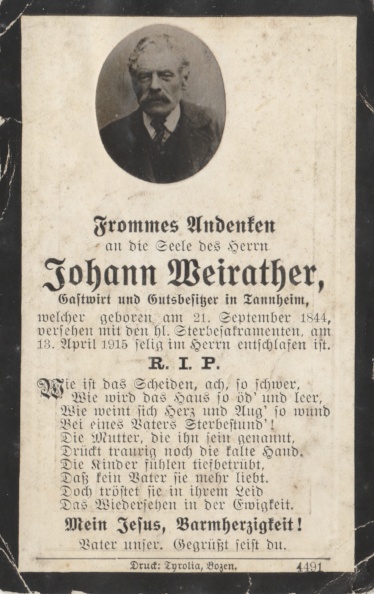 Frommes Andenken
an die Seele des Herrn
Johann Weirather,
Gastwirt und Gutsbesitzer in Tannheim,
welcher geboren am 21. September 1844,
versehen mit den hl. Sterbesakramenten, am
13. April 1915 selig im Herrn entschlafen ist.
R. I. P.
Wie ist das Scheiden, ach, so schwer,
Wie wird das Haus so öd' und leer,
Wie weint sich Herz und Aug' so wund
Bei eines Vaters Sterbestund'!
Die Mutter, die ihn sein genannt,
Drückt traurig noch die kalte Hand.
Die Kinder fühlen tiefbetrübt,
Daß kein Vater sie mehr liebt.
Doch tröstet sie in ihrem Leid
Das Wiedersehen in der Ewigkeit.
Mein Jesus, Barmherzigkeit!
Vater unser. Gegrüßt seist du.
Druck: Tyrolia, Bozen. 4491